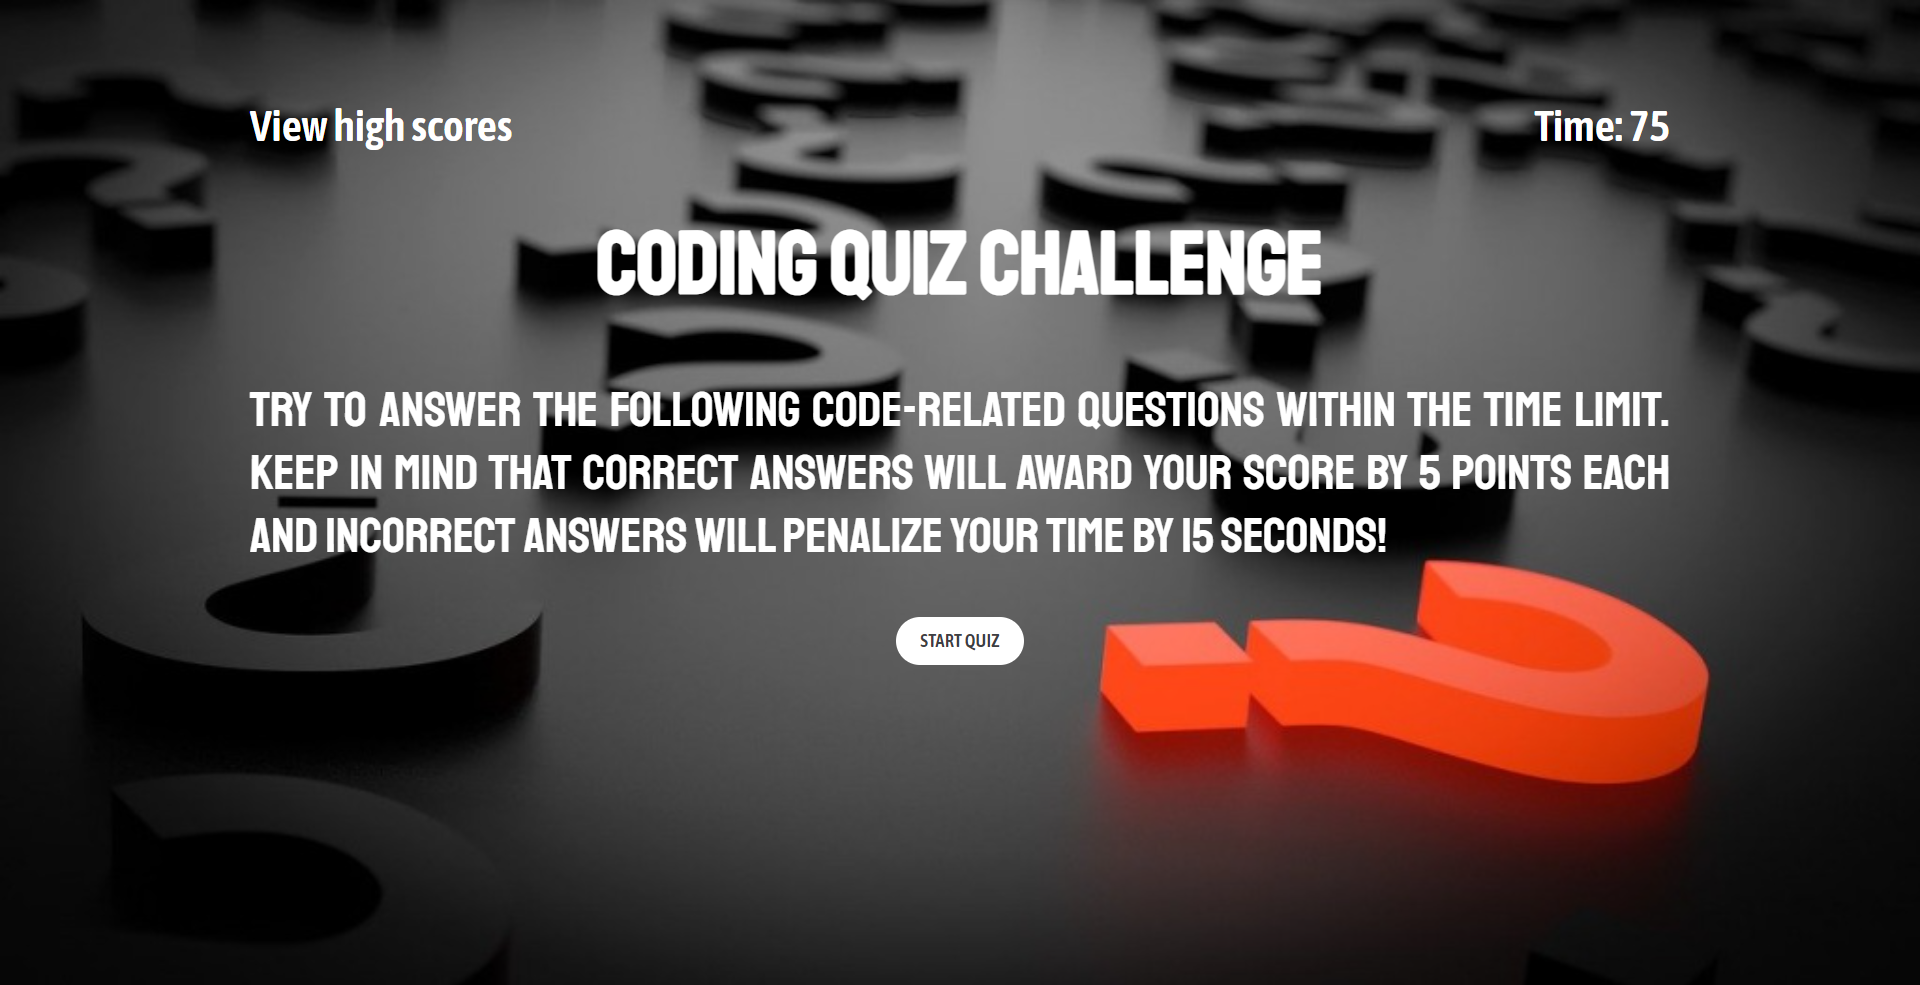 View high scores
Time: 75
CODING QUIZ CHALLENGE
TRY TO ANSWER THE FOLLOWING CODE-RELATED QUESTIONS WITHIN THE TIME LIMIT.
KEEP IN MIND THAT CORRECT ANSWERS WILL AWARD YOUR SCORE BY 5 POINTS EACH
AND INCORRECT ANSWERS WILL PENALIZE YOUR TIME BY 15 SECONDS!
START QUIZ